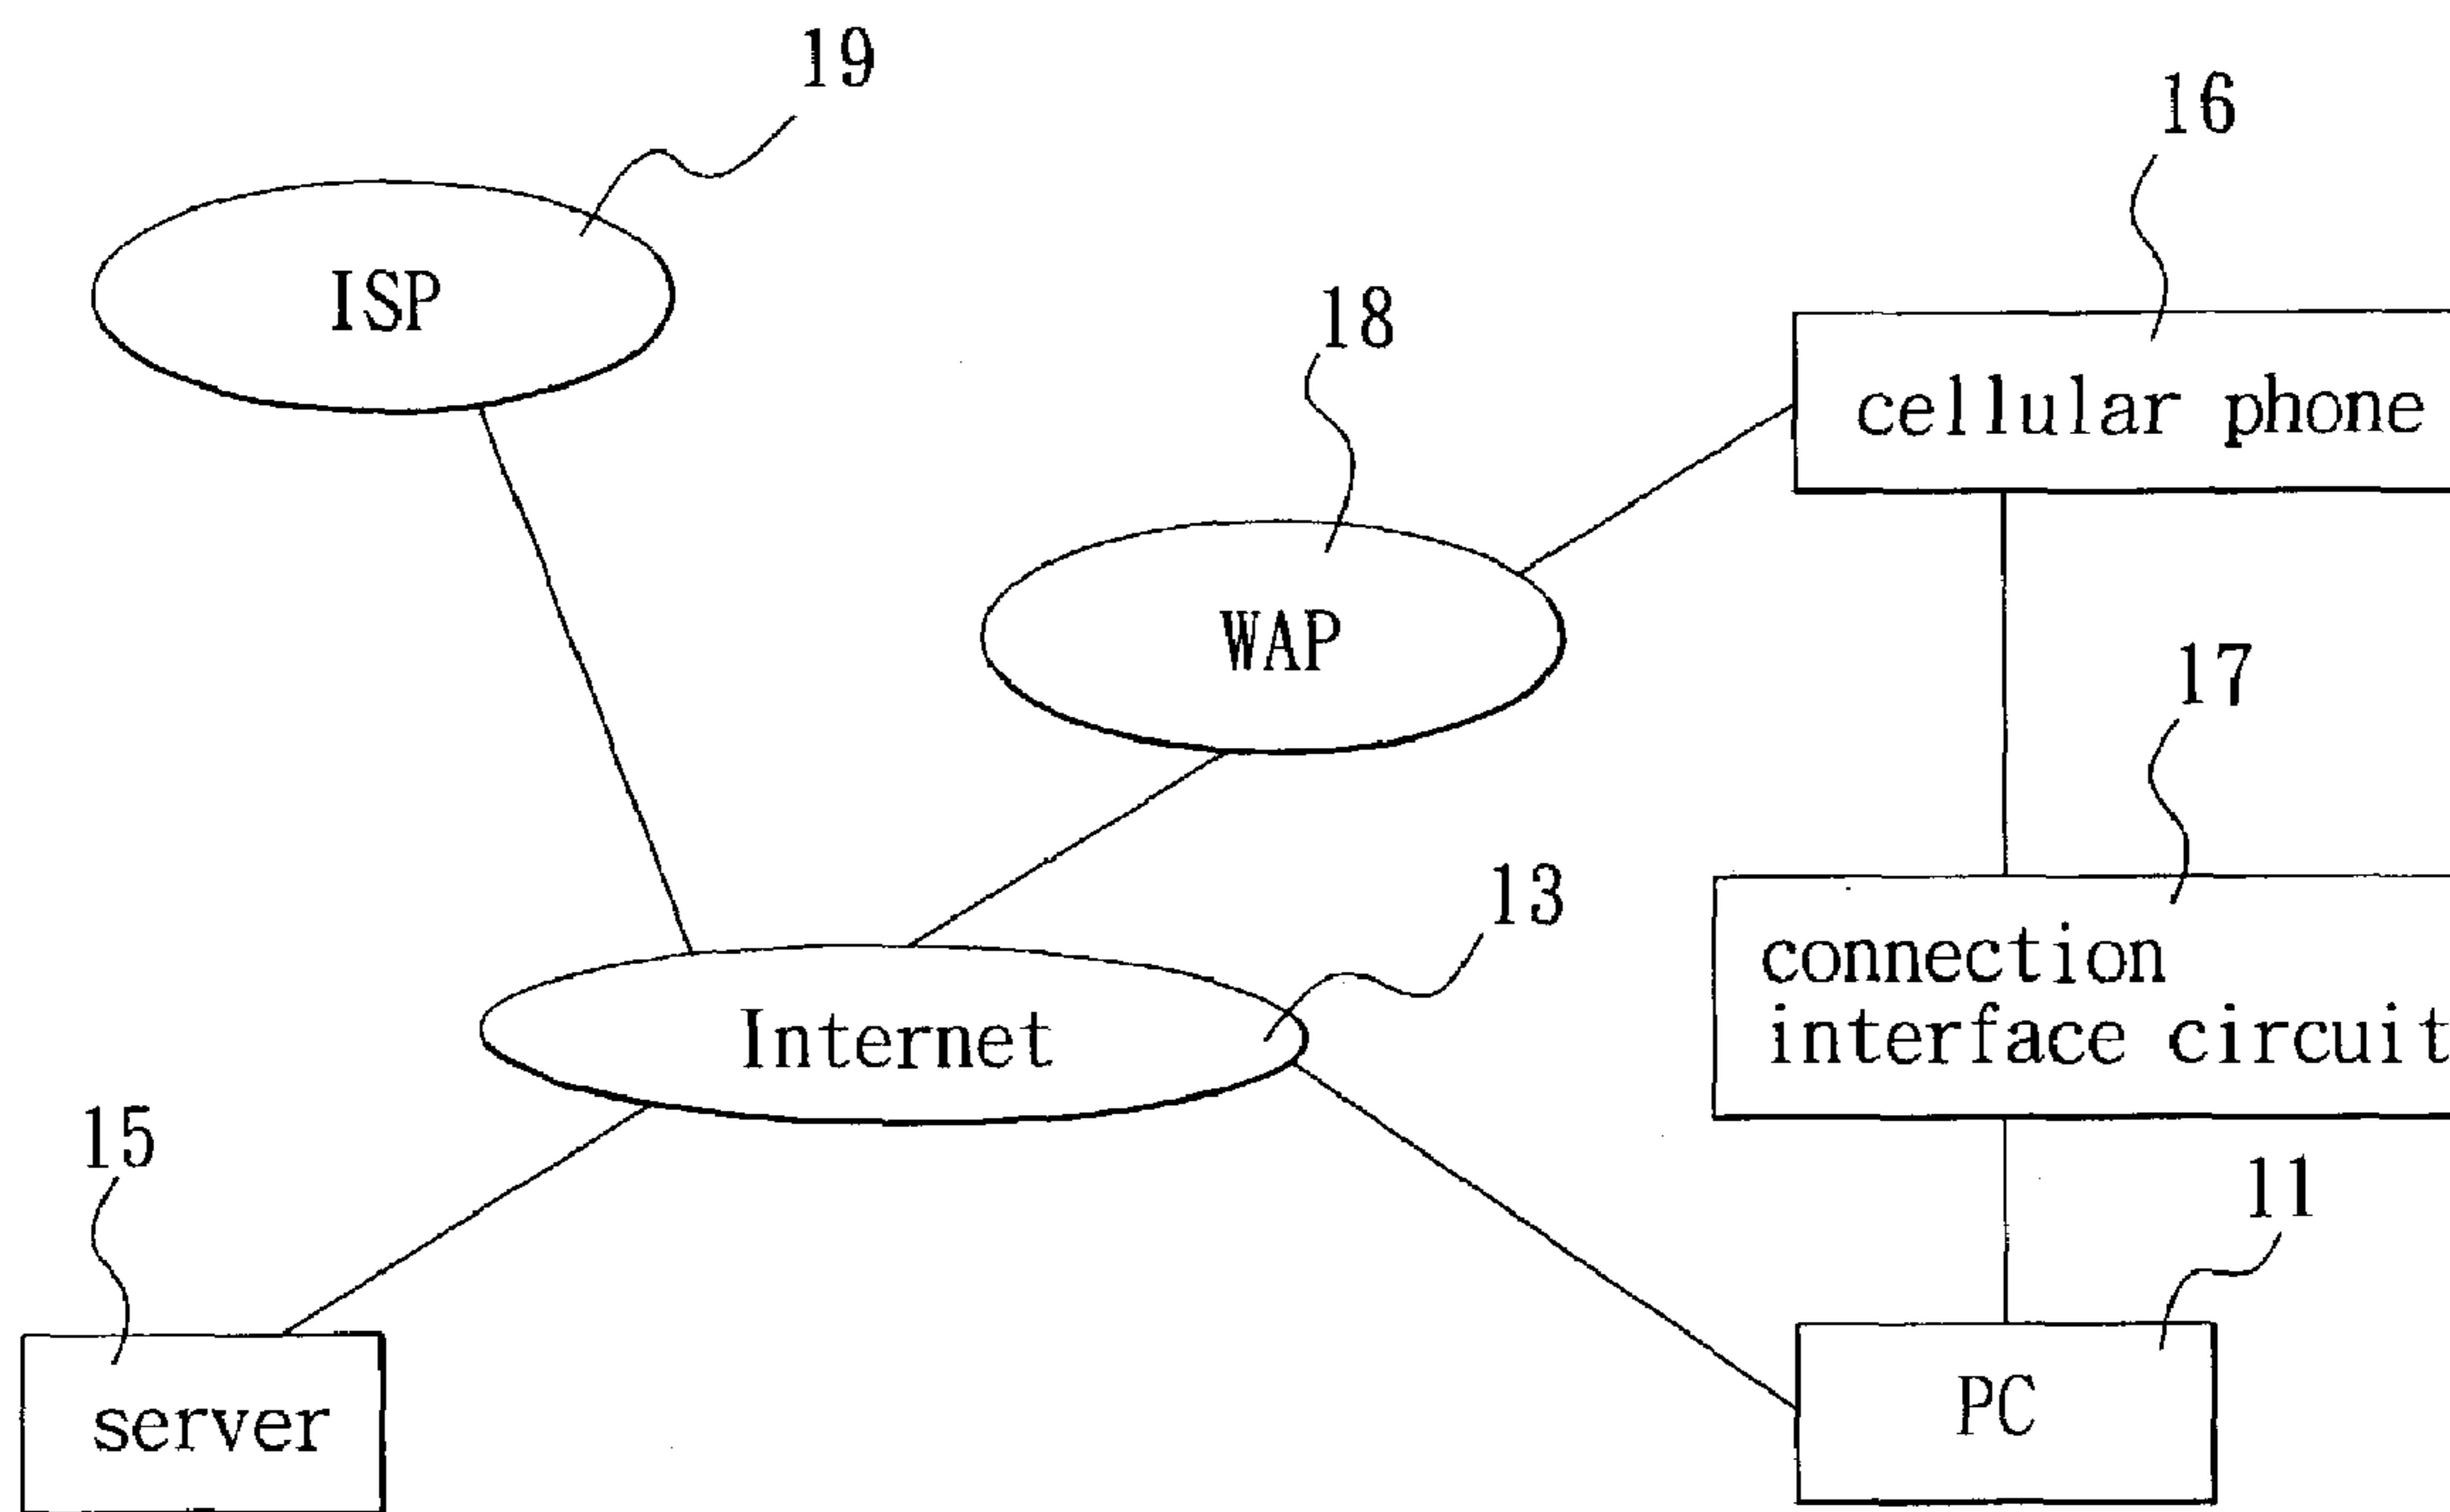 19
16
ISP
18
cellular phone
WAP
17
13
connection
interface circuit
Internet
15
11
PC
server